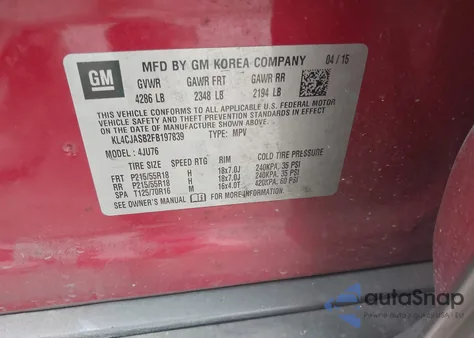 GM
MFD BY GM KOREA COMPANY 04 / 15
GVWR GAWR FRT GAWR RR
4286 LB 2348 LB 2194 LB
THIS VEHICLE CONFORMS TO ALL APPLICABLE U.S. FEDERAL MOTOR
VEHICLE SAFETY, BUMPER, AND THEFT PREVENTION STANDARDS IN
EFFECT ON THE DATE OF MANUFACTURE SHOWN ABOVE.
KL4CJASB2FB197839 TYPE: MPV
MODEL: 4JU76
TIRE SIZE SPEED RTG RIM COLD TIRE PRESSURE
FRT P215/55R18 H 18x7.0J 240KPA, 35 PSI
RR P215/55R18 H 18x7.0J 240KPA, 35 PSI
SPA T125/70R16 M 16x4.0T 420KPA, 60 PSI
SEE OWNER'S MANUAL FOR MORE INFORMATION.
autoSnap